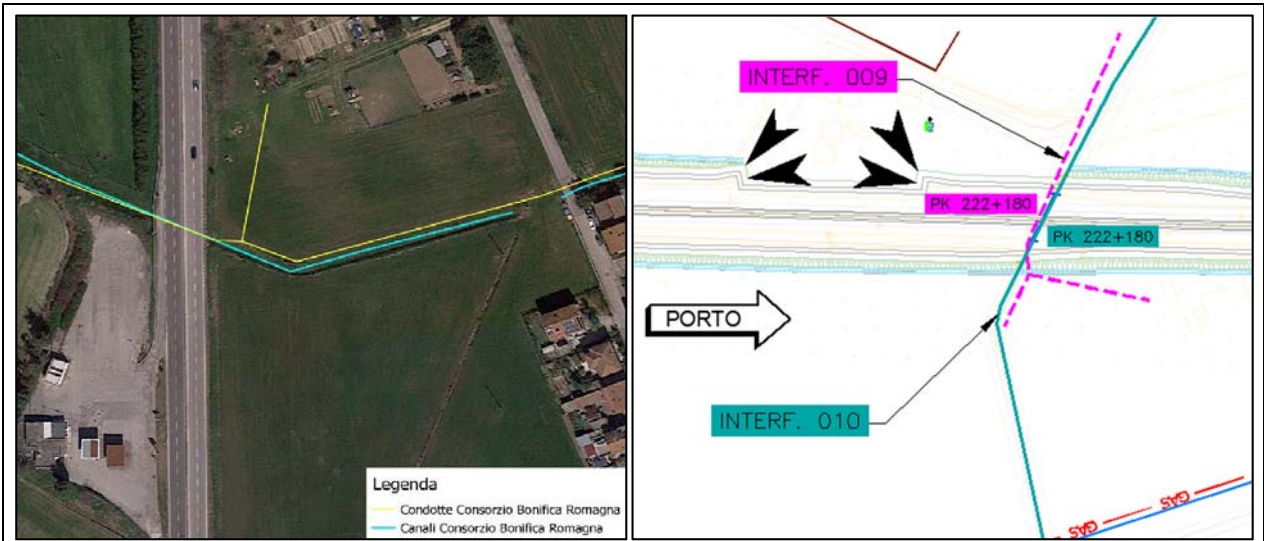 Legenda
Condotte Consorzio Bonifica Romagna
Canali Consorzio Bonifica Romagna
INTERF. 009
PK 222+180
PK 222+180
PORTO
INTERF. 010
GAS
GAS